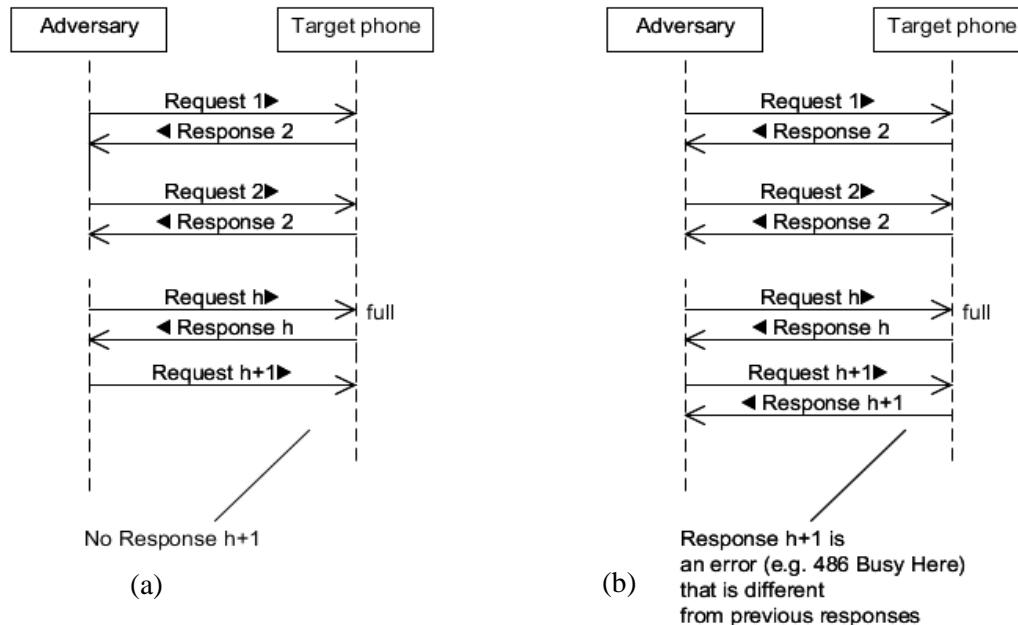 Adversary
Target phone
Request 1▶
◀ Response 2
Request 2▶
◀ Response 2
Request h▶
full
◀ Response h
Request h+1▶
No Response h+1
(a)
Adversary
Target phone
Request 1▶
◀ Response 2
Request 2▶
◀ Response 2
Request h▶
full
◀ Response h
Request h+1▶
◀ Response h+1
Response h+1 is
an error (e.g. 486 Busy Here)
that is different
from previous responses
(b)